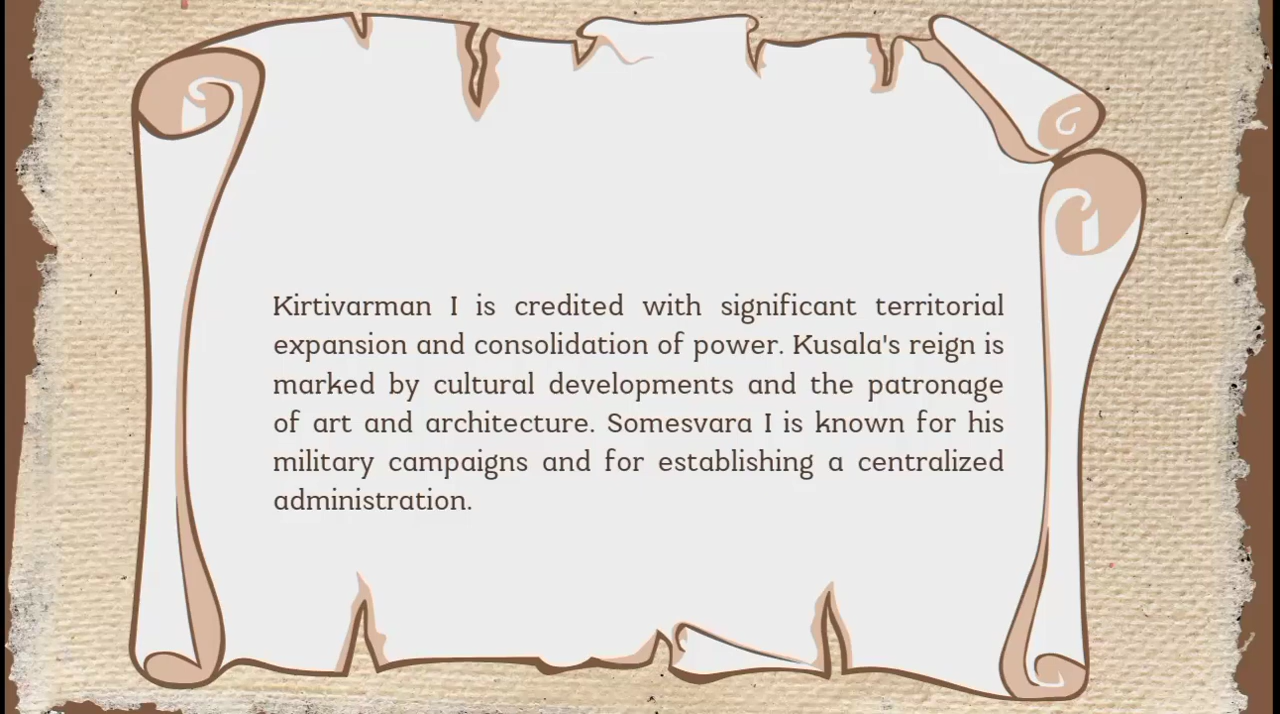 Kirtivarman I is credited with significant territorial
expansion and consolidation of power. Kusala's reign is
marked by cultural developments and the patronage
of art and architecture. Somesvara I is known for his
military campaigns and for establishing a centralized
administration.